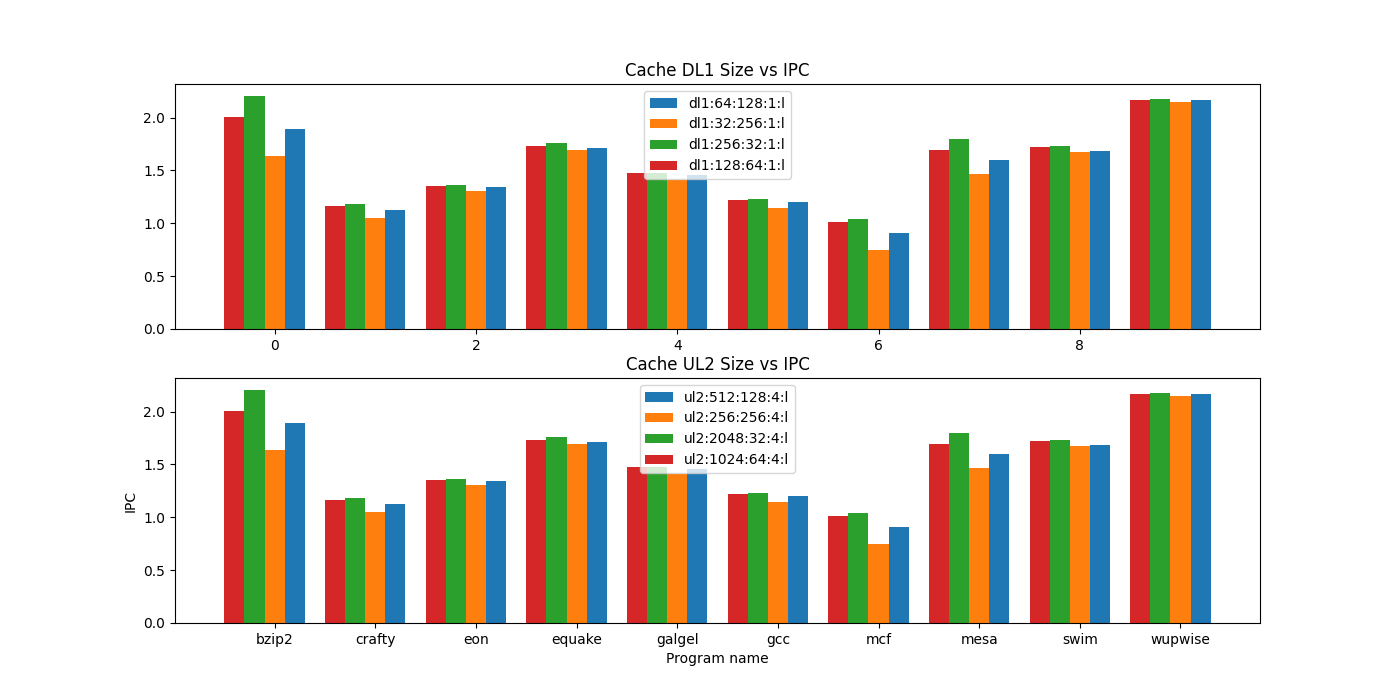 Cache DL1 Size vs IPC
2.0
1.5
1.0
0.5
0.0
dl1:64:128:1:l
dl1:32:256:1:l
dl1:256:32:1:l
dl1:128:64:1:l
0 2 4 6 8
Cache UL2 Size vs IPC
2.0
1.5
1.0
0.5
0.0
IPC
ul2:512:128:4:l
ul2:256:256:4:l
ul2:2048:32:4:l
ul2:1024:64:4:l
bzip2 crafty eon equake galgel gcc mcf mesa swim wupwise
Program name